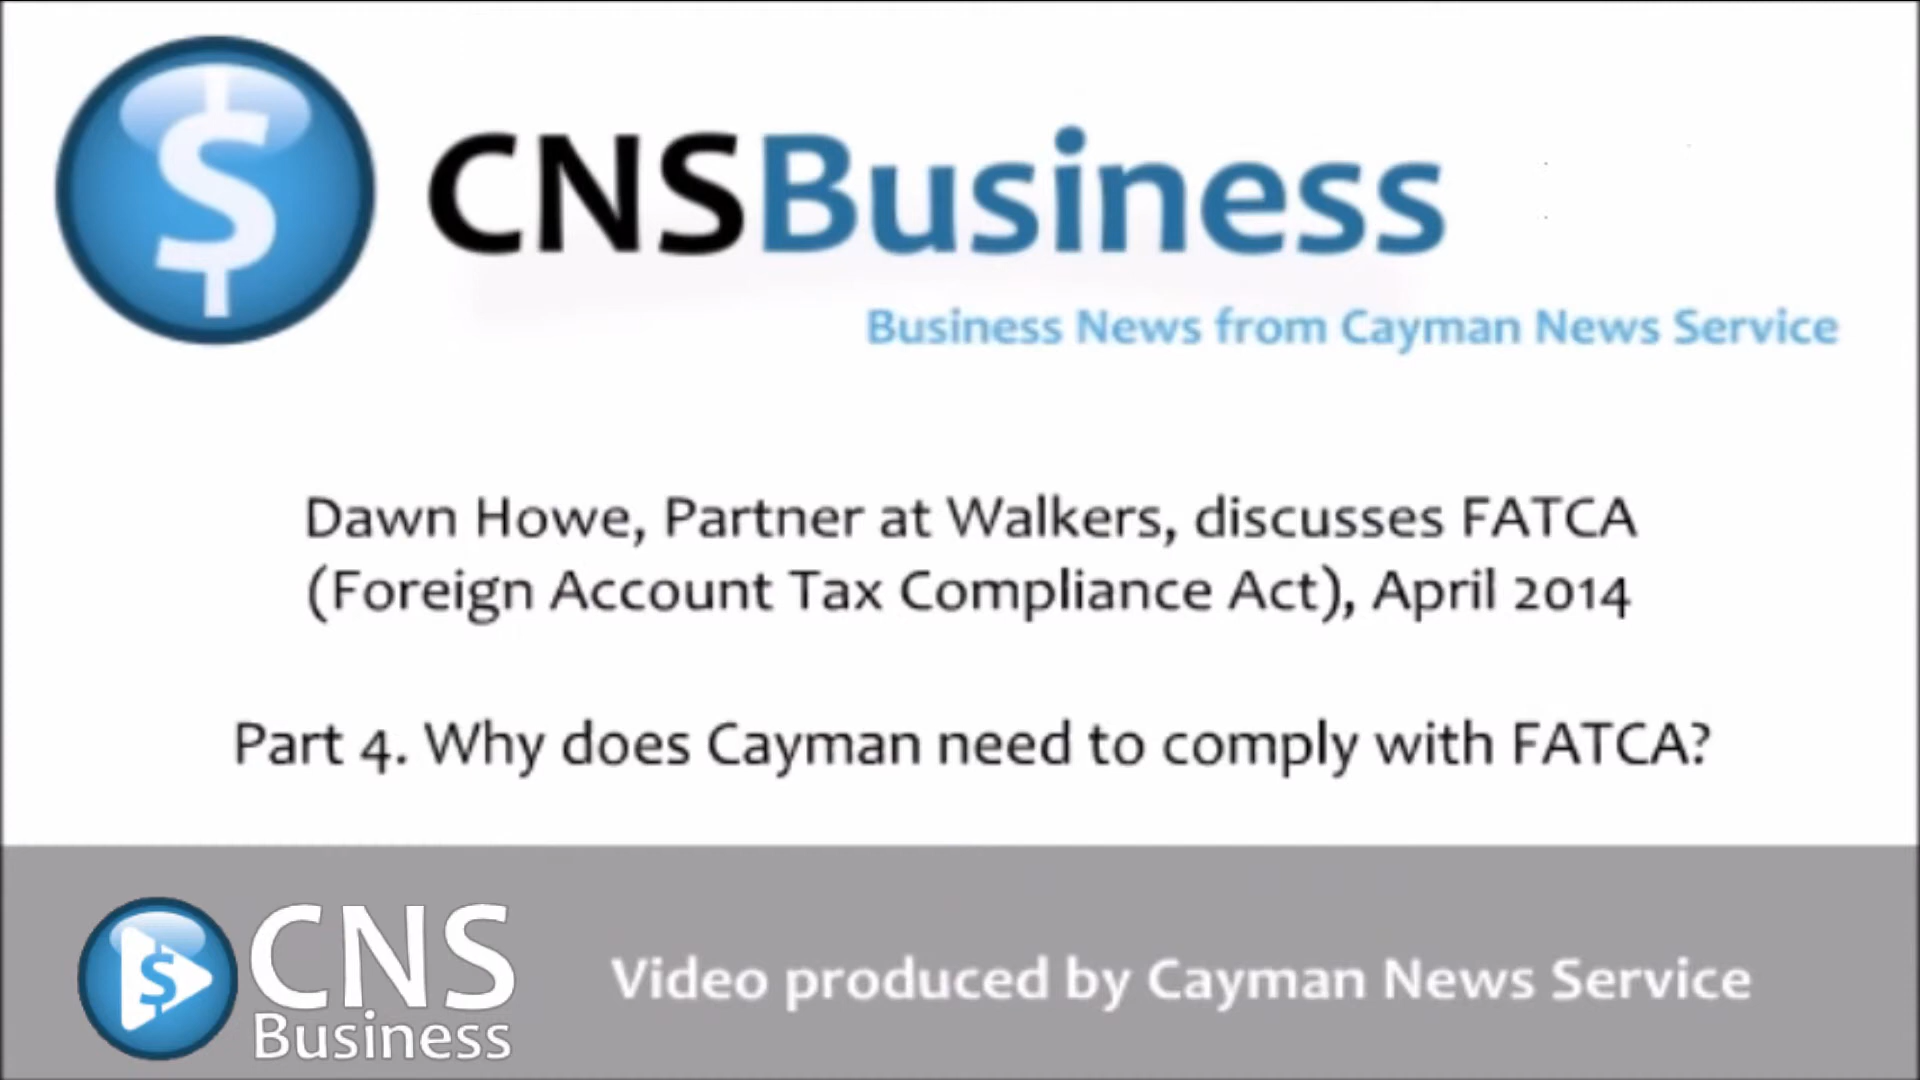 $
CNSBusiness
Business News from Cayman News Service
Dawn Howe, Partner at Walkers, discusses FATCA
(Foreign Account Tax Compliance Act), April 2014
Part 4. Why does Cayman need to comply with FATCA?
$
CNS
Business
Video produced by Cayman News Service